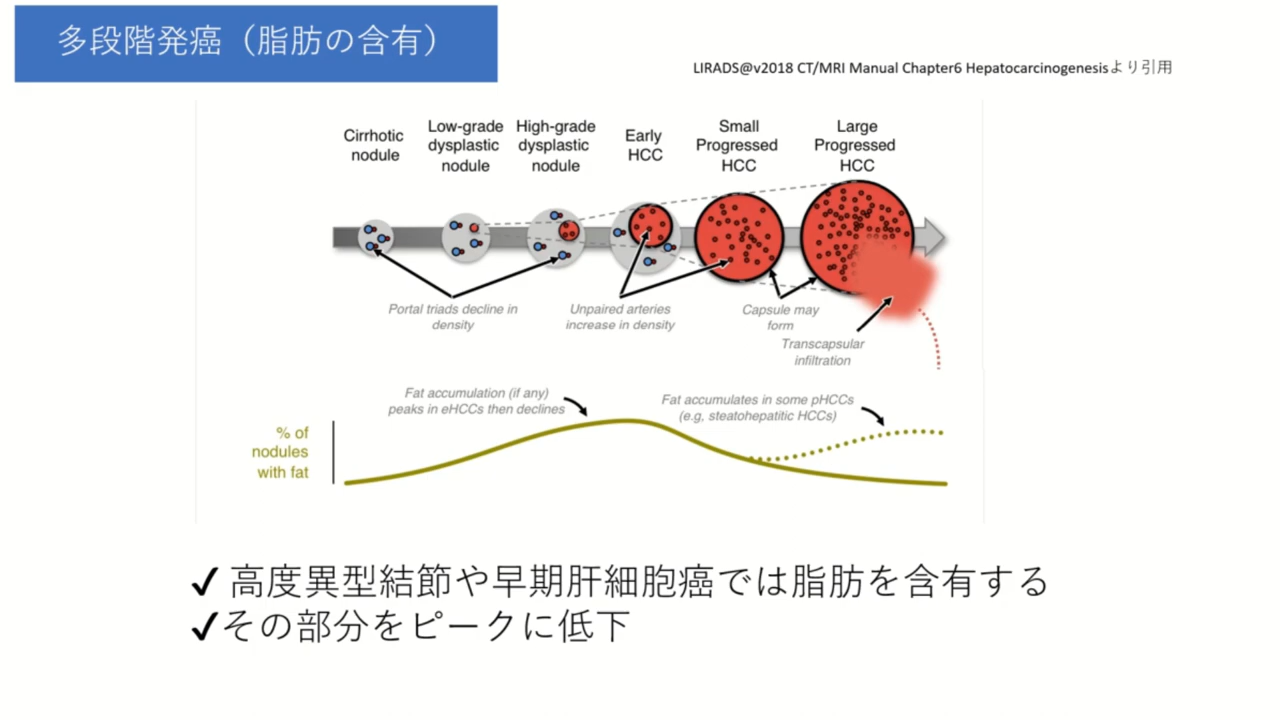 多段階発癌（脂肪の含有）
LIRADS@v2018 CT/MRI Manual Chapter6 Hepatocarcinogenesisより引用
Cirrhotic
nodule
Low-grade
dysplastic
nodule
High-grade
dysplastic
nodule
Early
HCC
Small
Progressed
HCC
Large
Progressed
HCC
Portal triads decline in
density
Unpaired arteries
increase in density
Capsule may
form
Transcapsular
infiltration
Fat accumulation (if any)
peaks in eHCCs then declines
Fat accumulates in some pHCCs
(e.g, steatohepatitic HCCs)
% of
nodules
with fat
✓ 高度異型結節や早期肝細胞癌では脂肪を含有する
✓その部分をピークに低下